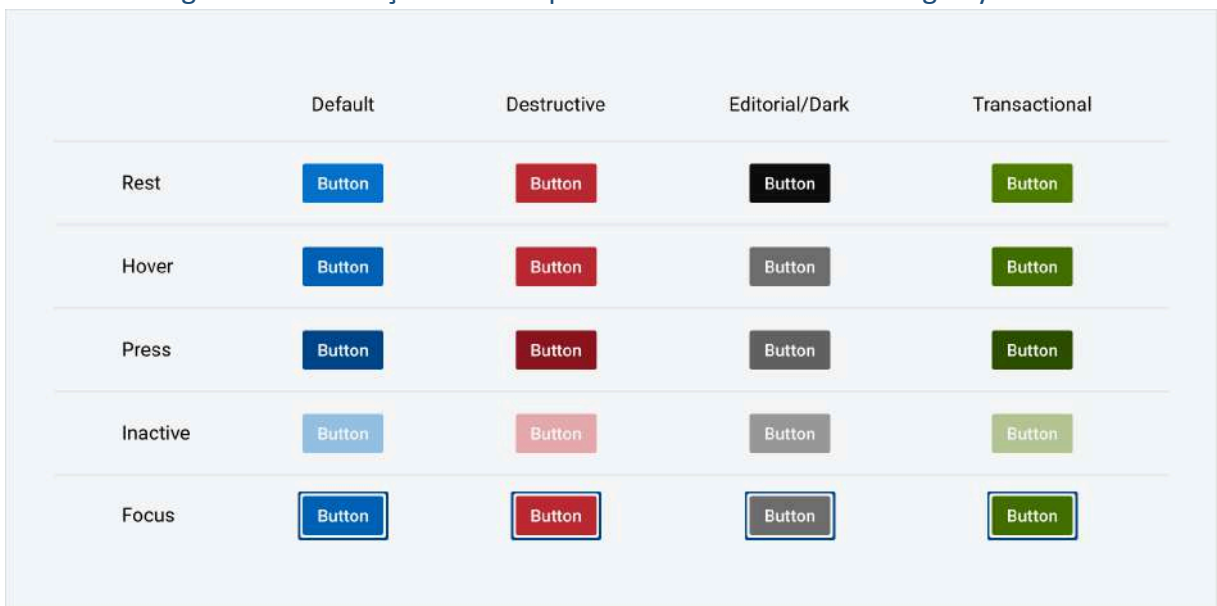 Default Destructive Editorial/Dark Transactional
Rest Button Button Button Button
Hover Button Button Button Button
Press Button Button Button Button
Inactive Button Button Button Button
Focus Button Button Button Button